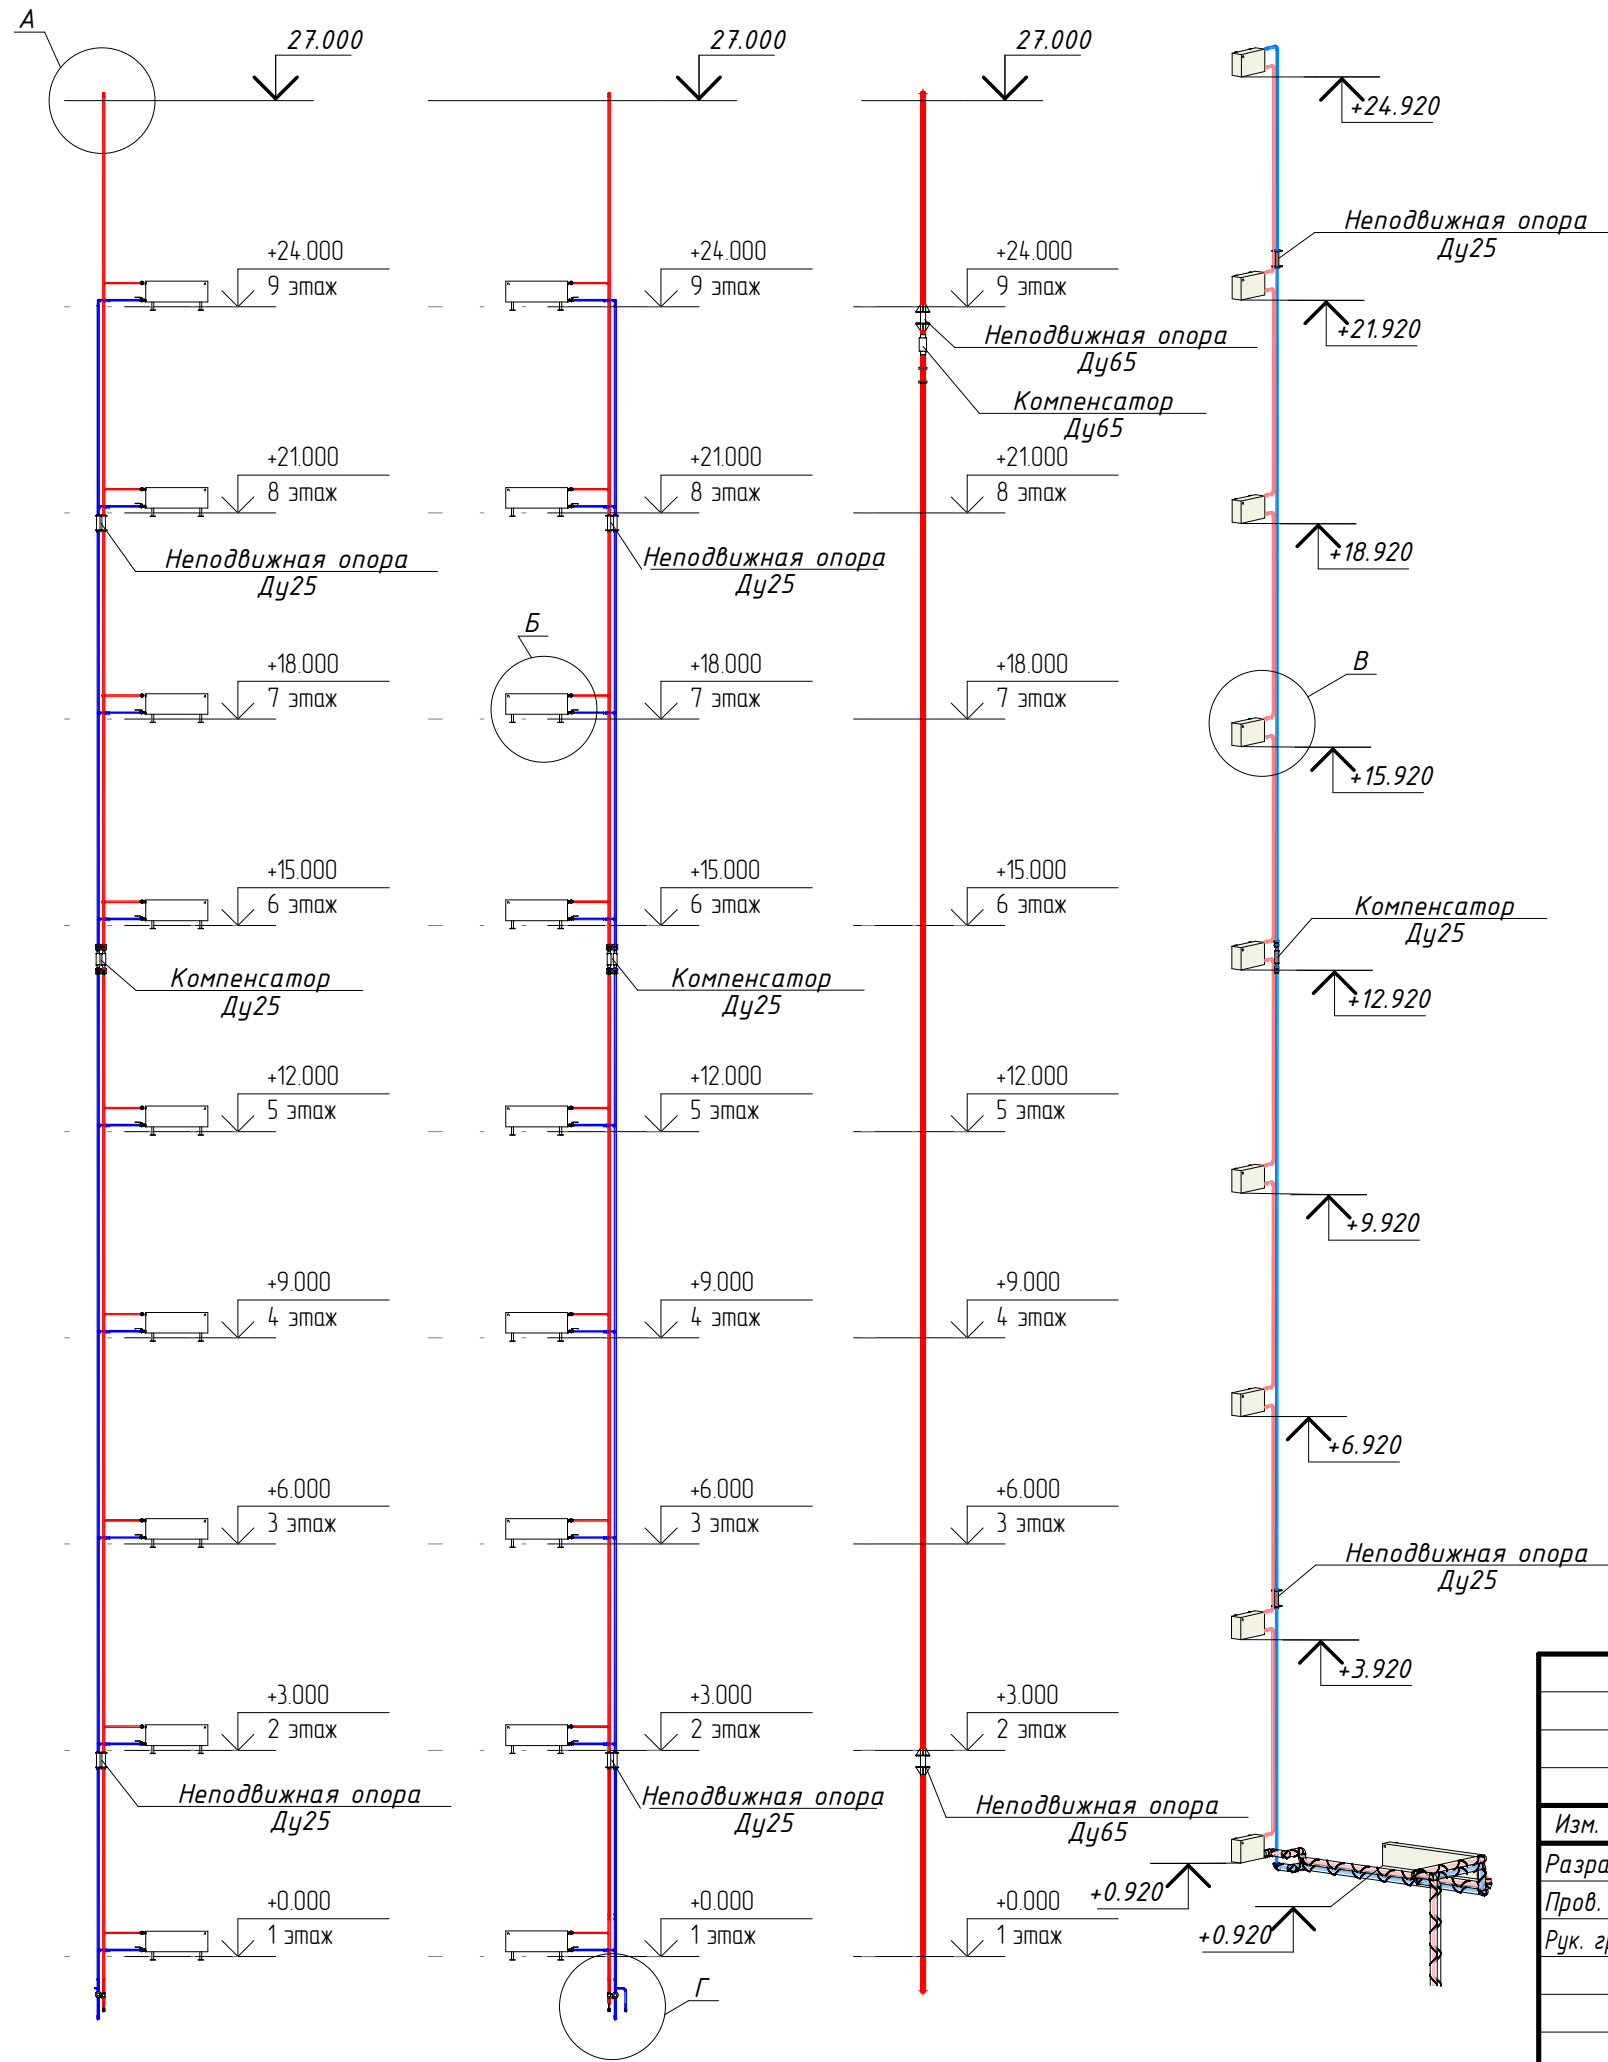 А
27.000
27.000
27.000
+24.920
Неподвижная опора
Ду25
+24.000
9 этаж
+24.000
9 этаж
+24.000
9 этаж
+21.920
Неподвижная опора
Ду65
Компенсатор
Ду65
+21.000
8 этаж
+21.000
8 этаж
+21.000
8 этаж
+18.920
Неподвижная опора
Ду25
Неподвижная опора
Ду25
Б
В
+18.000
7 этаж
+18.000
7 этаж
+18.000
7 этаж
+15.920
+15.000
6 этаж
+15.000
6 этаж
+15.000
6 этаж
Компенсатор
Ду25
Компенсатор
Ду25
Компенсатор
Ду25
+12.920
+12.000
5 этаж
+12.000
5 этаж
+12.000
5 этаж
+9.920
+9.000
4 этаж
+9.000
4 этаж
+9.000
4 этаж
+6.920
+6.000
3 этаж
+6.000
3 этаж
+6.000
3 этаж
Неподвижная опора
Ду25
+3.920
+3.000
2 этаж
+3.000
2 этаж
+3.000
2 этаж
Неподвижная опора
Ду25
Неподвижная опора
Ду25
Неподвижная опора
Ду65
+0.920
+0.920
+0.000
1 этаж
+0.000
1 этаж
+0.000
1 этаж
Г
Изм.
Разра
Пров.
Рук. гр